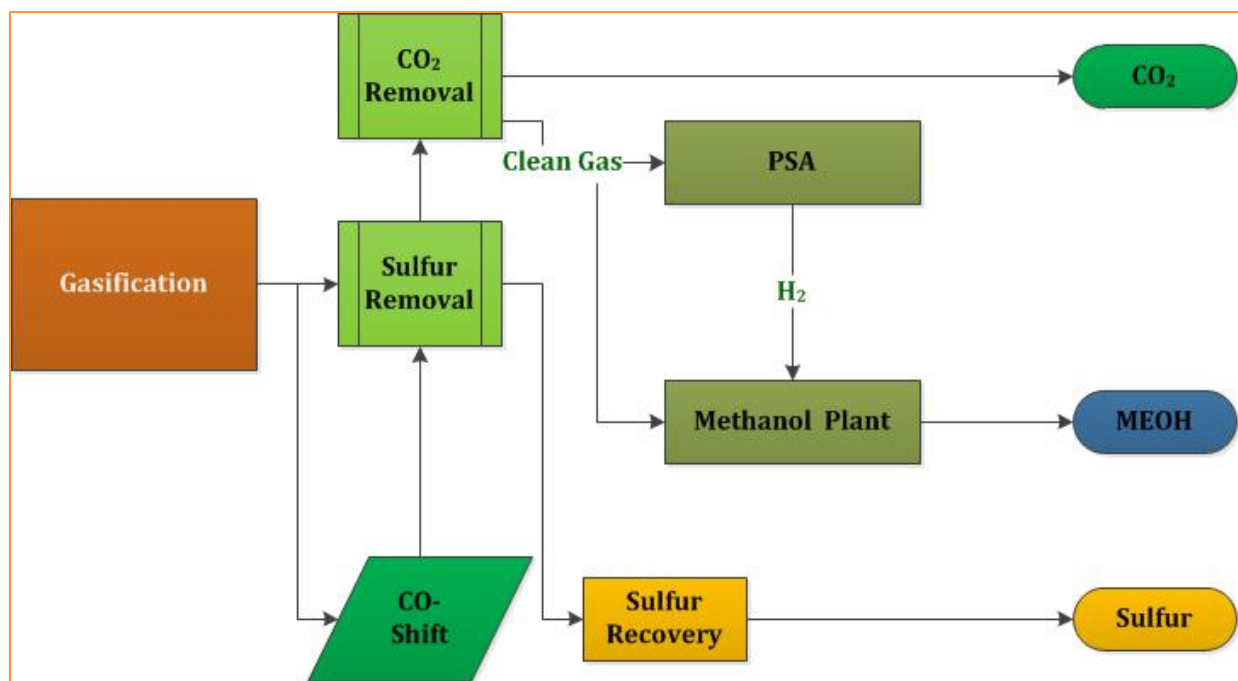 CO₂
Removal
CO₂
Clean Gas
PSA
Gasification
Sulfur
Removal
H₂
Methanol Plant
MEOH
CO-
Shift
Sulfur
Recovery
Sulfur